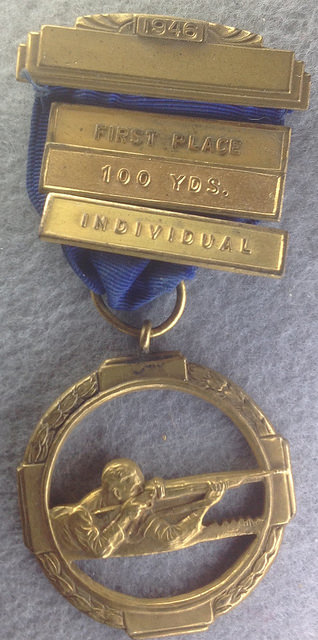 1946
FIRST PLACE
100 YDS.
INDIVIDUAL